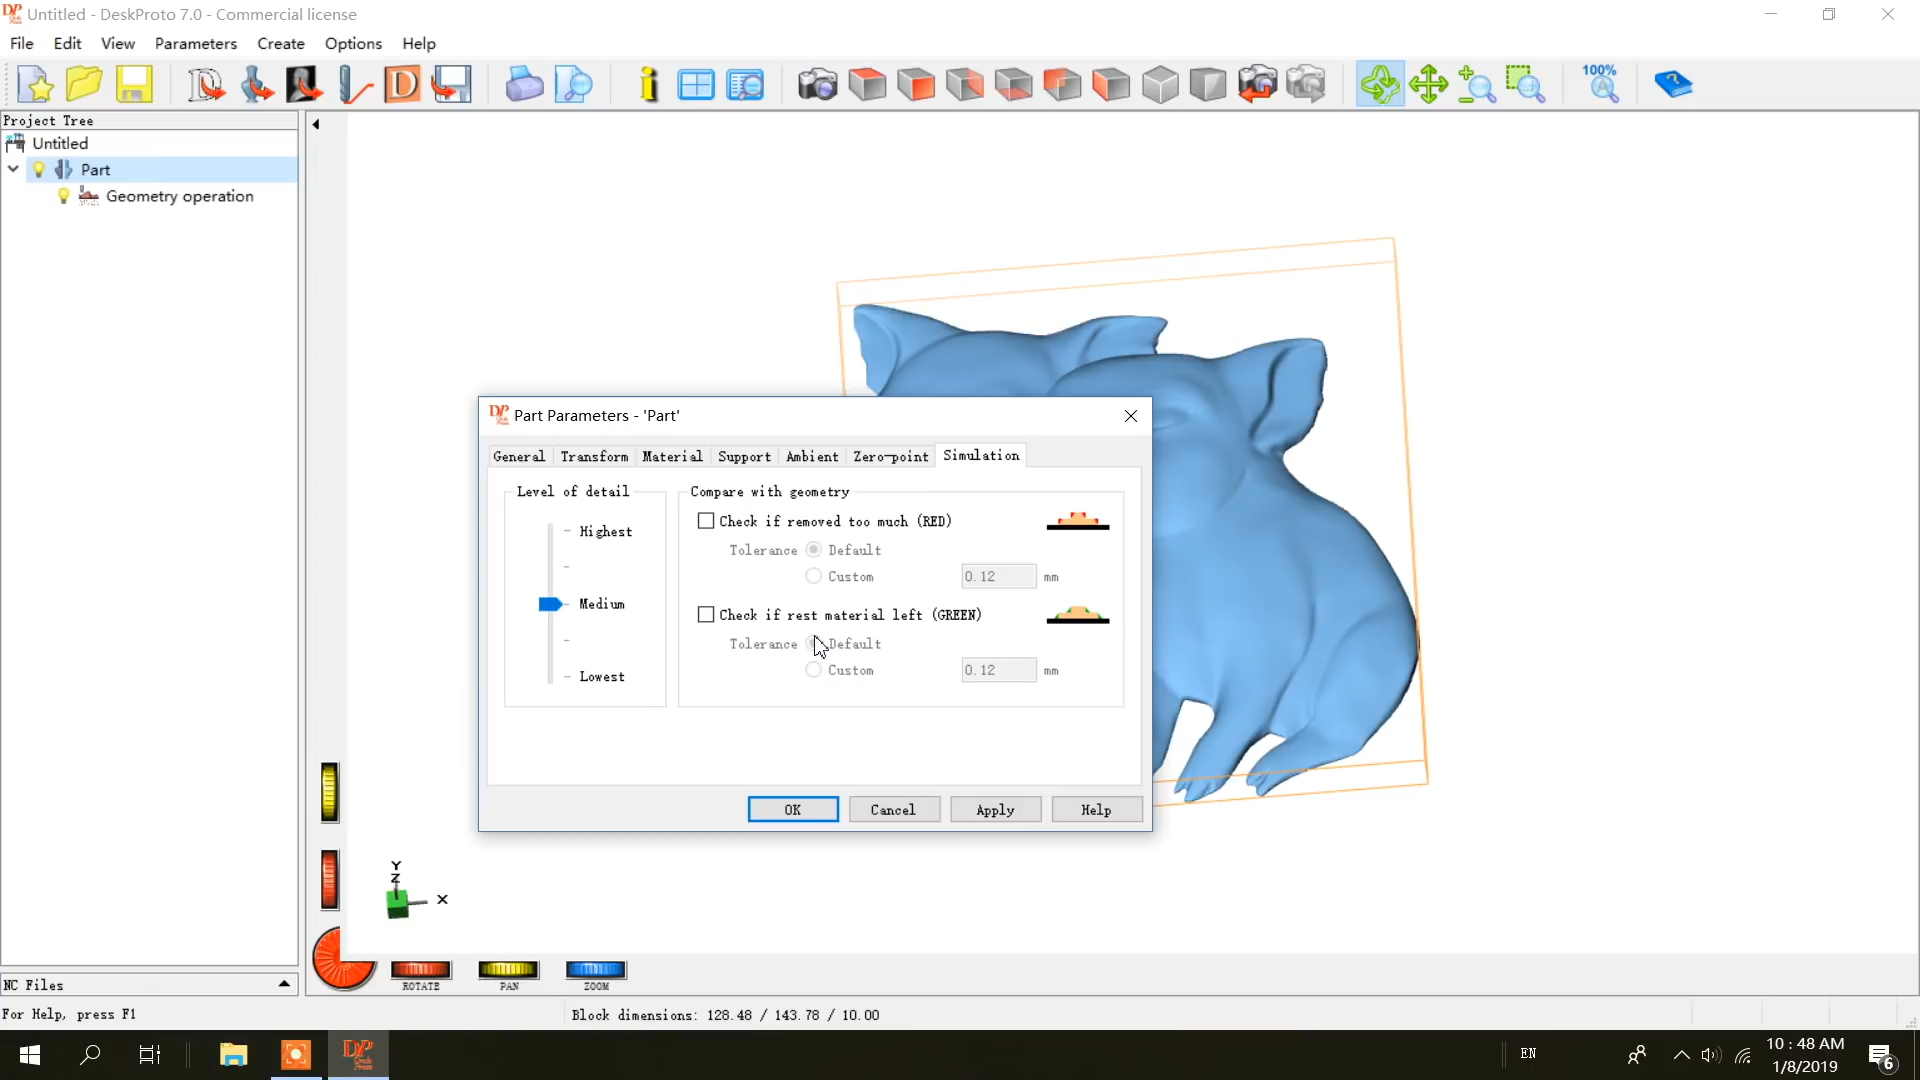 Untitled - DeskProto 7.0 - Commercial license
File Edit View Parameters Create Options Help
100%
Project Tree
Untitled
Part
Geometry operation
Part Parameters - 'Part'
General Transform Material Support Ambient Zero-point Simulation
Level of detail
Highest
Medium
Lowest
Compare with geometry
Check if removed too much (RED)
Tolerance Default
Custom 0.12 mm
Check if rest material left (GREEN)
Tolerance Default
Custom 0.12 mm
OK Cancel Apply Help
Y
Z
X
ROTATE PAN ZOOM
NC Files
For Help, press F1
Block dimensions: 128.48 / 143.78 / 10.00
EN
10:48 AM
1/8/2019
6